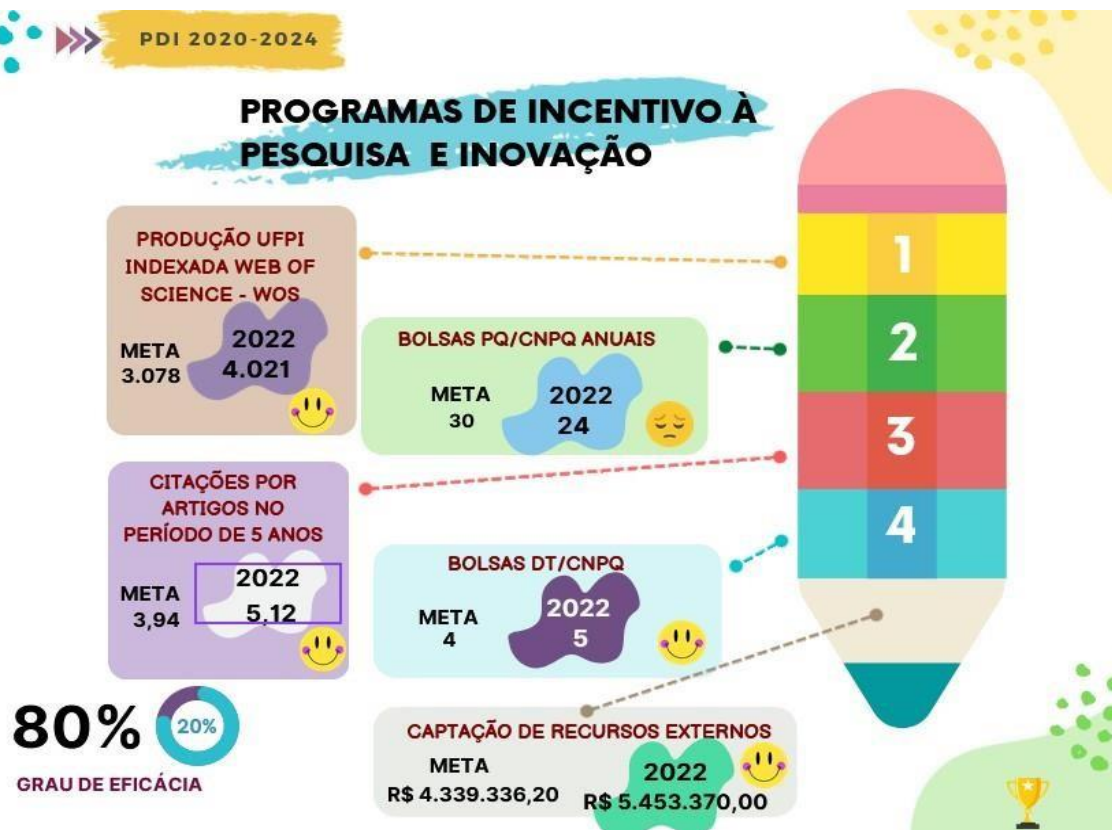 PDI 2020-2024
PROGRAMAS DE INCENTIVO À
PESQUISA E INOVAÇÃO
PRODUÇÃO UFPI
INDEXADA WEB OF
SCIENCE - WOS
META
3.078
2022
4.021
1
BOLSAS PQ/CNPQ ANUAIS
META
30
2022
24
2
CITAÇÕES POR
ARTIGOS NO
PERÍODO DE 5 ANOS
META
3,94
2022
5,12
3
BOLSAS DT/CNPQ
META
4
2022
5
4
80%
20%
GRAU DE EFICÁCIA
CAPTAÇÃO DE RECURSOS EXTERNOS
META
R$ 4.339.336,20
2022
R$ 5.453.370,00